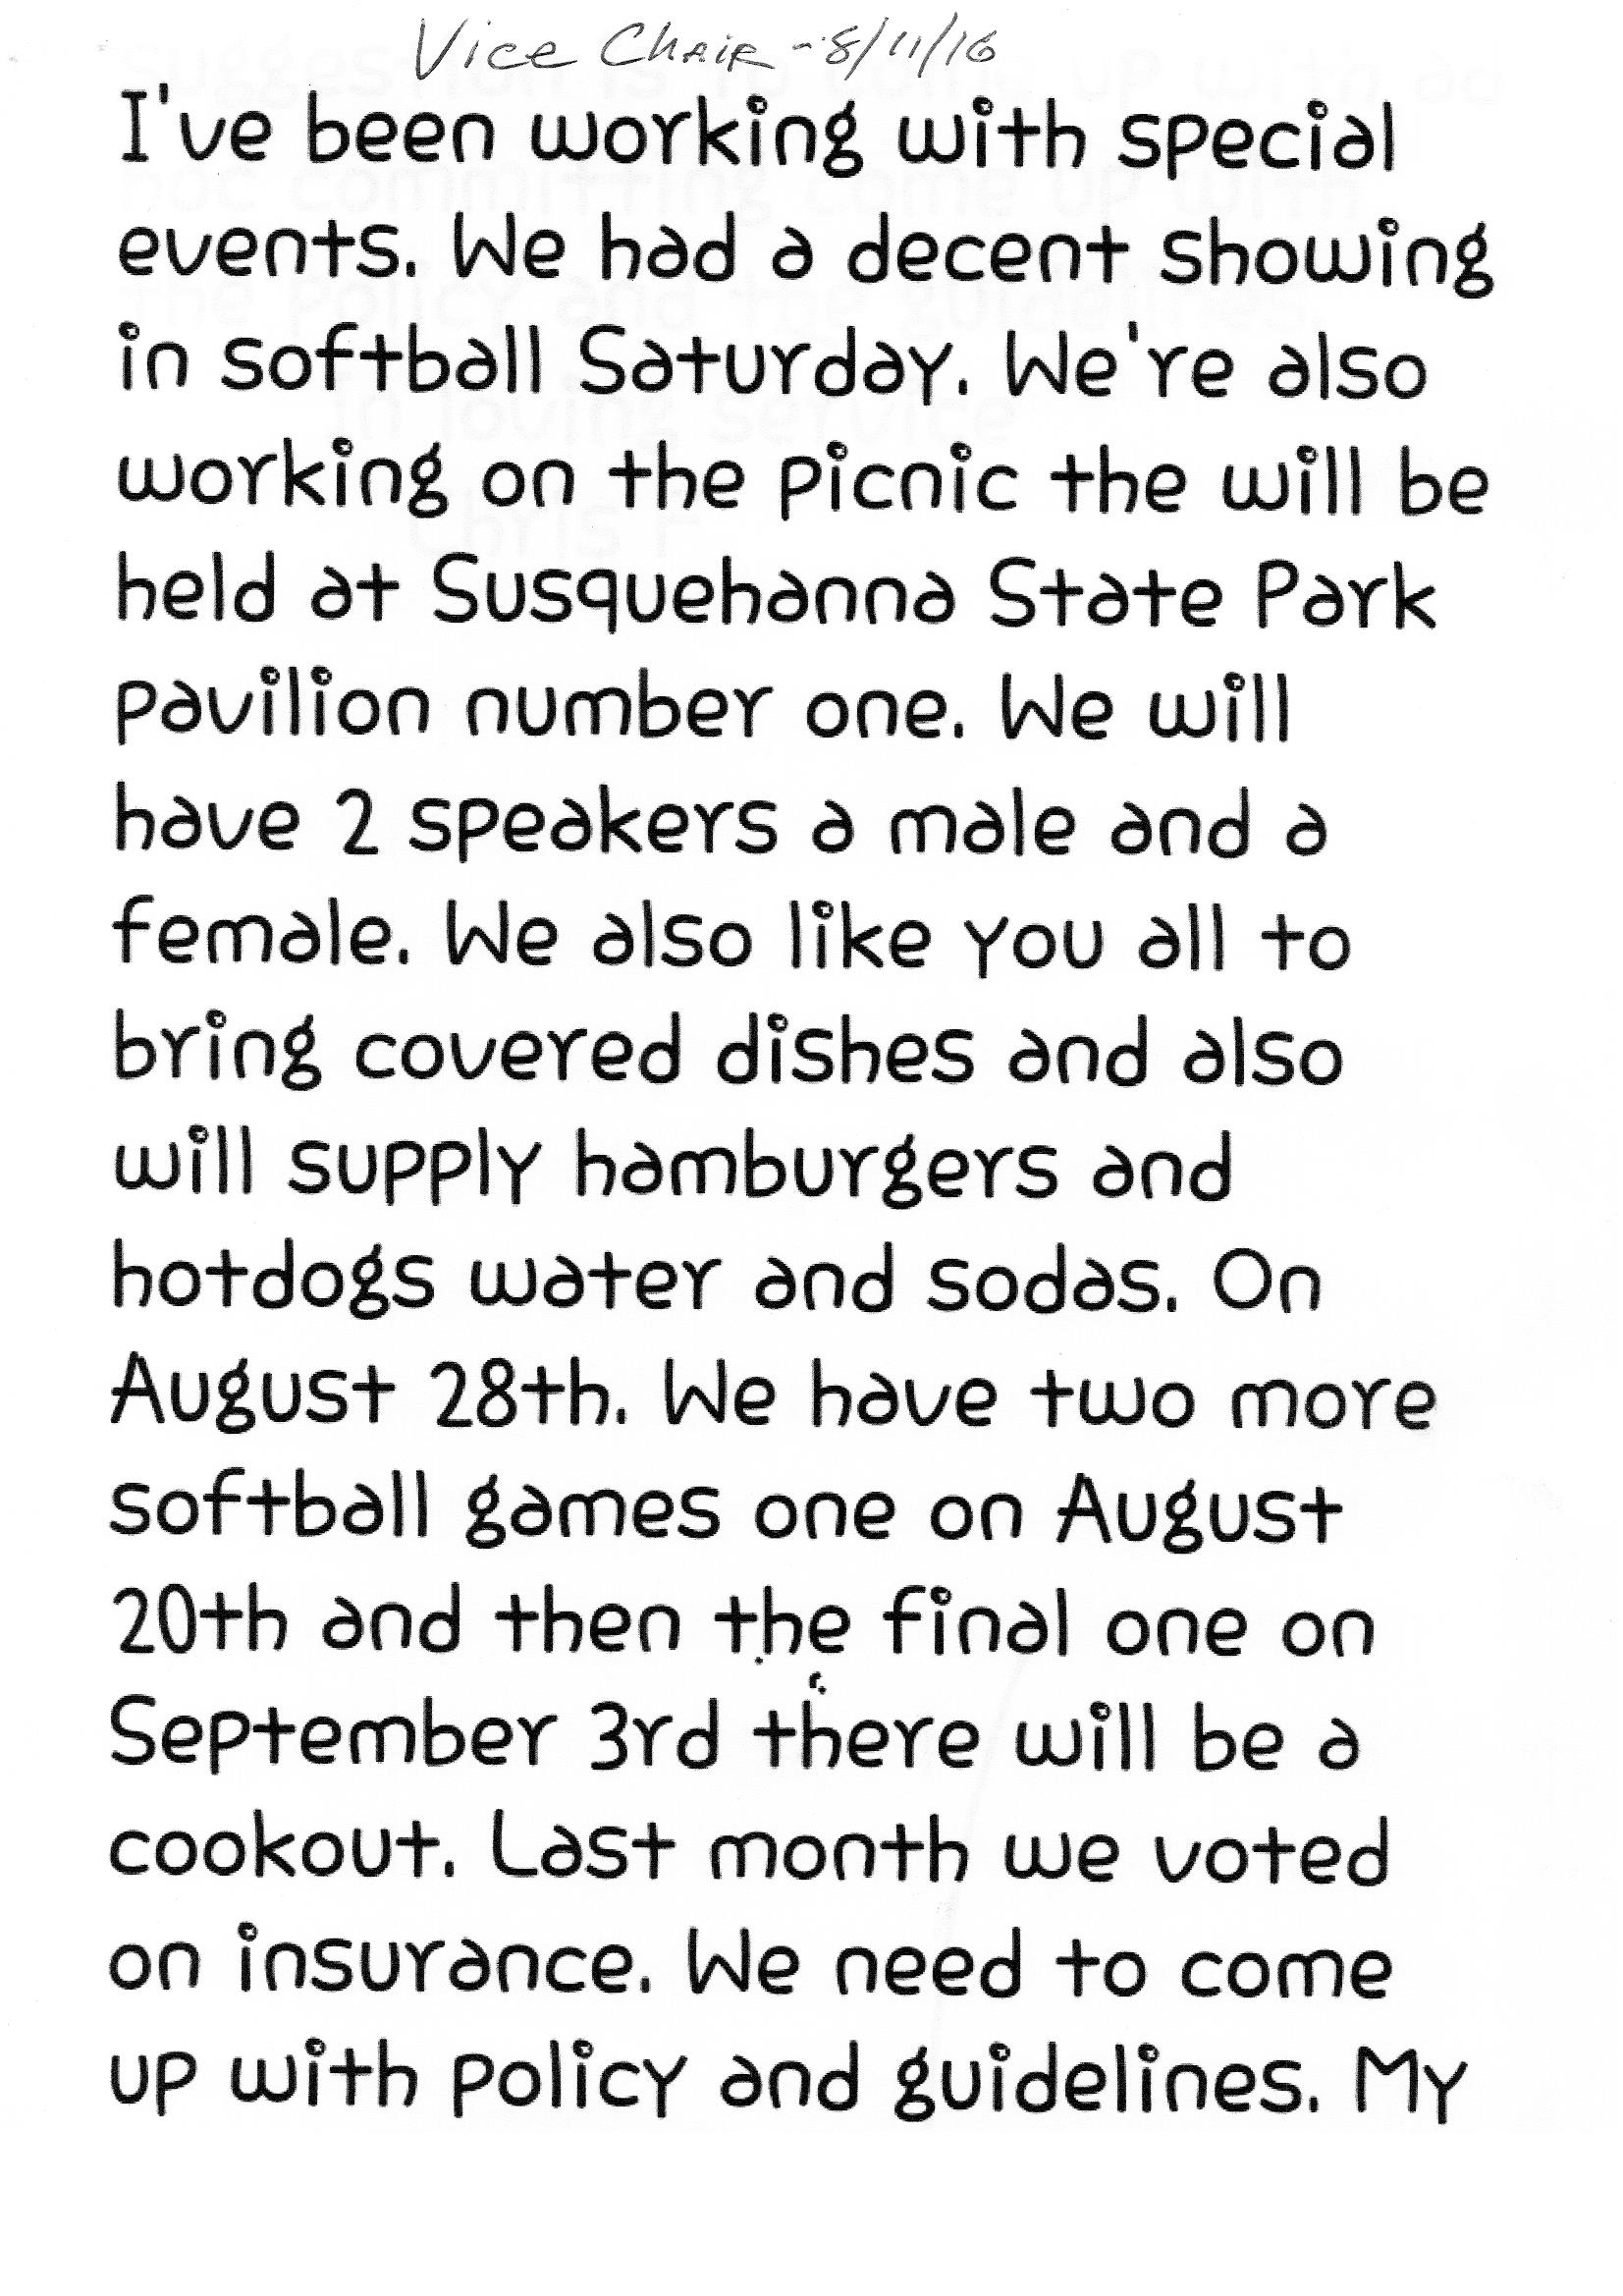 Vice Chair - 8/11/16
I've been working with special
events. We had a decent showing
in softball Saturday. We're also
working on the picnic the will be
held at Susquehanna State Park
pavilion number one. We will
have 2 speakers a male and a
female. We also like you all to
bring covered dishes and also
will supply hamburgers and
hotdogs water and sodas. On
August 28th. We have two more
softball games one on August
20th and then the final one on
September 3rd there will be a
cookout. Last month we voted
on insurance. We need to come
up with policy and guidelines. My